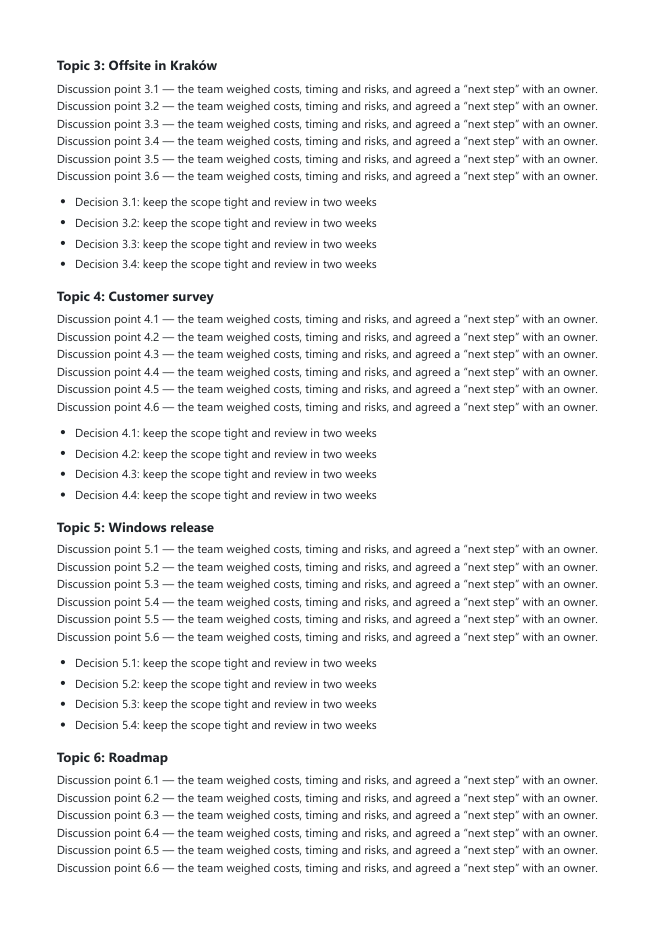 Topic 3: Offsite in Kraków
Discussion point 3.1 — the team weighed costs, timing and risks, and agreed a “next step” with an owner.
Discussion point 3.2 — the team weighed costs, timing and risks, and agreed a “next step” with an owner.
Discussion point 3.3 — the team weighed costs, timing and risks, and agreed a “next step” with an owner.
Discussion point 3.4 — the team weighed costs, timing and risks, and agreed a “next step” with an owner.
Discussion point 3.5 — the team weighed costs, timing and risks, and agreed a “next step” with an owner.
Discussion point 3.6 — the team weighed costs, timing and risks, and agreed a “next step” with an owner.
• Decision 3.1: keep the scope tight and review in two weeks
• Decision 3.2: keep the scope tight and review in two weeks
• Decision 3.3: keep the scope tight and review in two weeks
• Decision 3.4: keep the scope tight and review in two weeks
Topic 4: Customer survey
Discussion point 4.1 — the team weighed costs, timing and risks, and agreed a “next step” with an owner.
Discussion point 4.2 — the team weighed costs, timing and risks, and agreed a “next step” with an owner.
Discussion point 4.3 — the team weighed costs, timing and risks, and agreed a “next step” with an owner.
Discussion point 4.4 — the team weighed costs, timing and risks, and agreed a “next step” with an owner.
Discussion point 4.5 — the team weighed costs, timing and risks, and agreed a “next step” with an owner.
Discussion point 4.6 — the team weighed costs, timing and risks, and agreed a “next step” with an owner.
• Decision 4.1: keep the scope tight and review in two weeks
• Decision 4.2: keep the scope tight and review in two weeks
• Decision 4.3: keep the scope tight and review in two weeks
• Decision 4.4: keep the scope tight and review in two weeks
Topic 5: Windows release
Discussion point 5.1 — the team weighed costs, timing and risks, and agreed a “next step” with an owner.
Discussion point 5.2 — the team weighed costs, timing and risks, and agreed a “next step” with an owner.
Discussion point 5.3 — the team weighed costs, timing and risks, and agreed a “next step” with an owner.
Discussion point 5.4 — the team weighed costs, timing and risks, and agreed a “next step” with an owner.
Discussion point 5.5 — the team weighed costs, timing and risks, and agreed a “next step” with an owner.
Discussion point 5.6 — the team weighed costs, timing and risks, and agreed a “next step” with an owner.
• Decision 5.1: keep the scope tight and review in two weeks
• Decision 5.2: keep the scope tight and review in two weeks
• Decision 5.3: keep the scope tight and review in two weeks
• Decision 5.4: keep the scope tight and review in two weeks
Topic 6: Roadmap
Discussion point 6.1 — the team weighed costs, timing and risks, and agreed a “next step” with an owner.
Discussion point 6.2 — the team weighed costs, timing and risks, and agreed a “next step” with an owner.
Discussion point 6.3 — the team weighed costs, timing and risks, and agreed a “next step” with an owner.
Discussion point 6.4 — the team weighed costs, timing and risks, and agreed a “next step” with an owner.
Discussion point 6.5 — the team weighed costs, timing and risks, and agreed a “next step” with an owner.
Discussion point 6.6 — the team weighed costs, timing and risks, and agreed a “next step” with an owner.